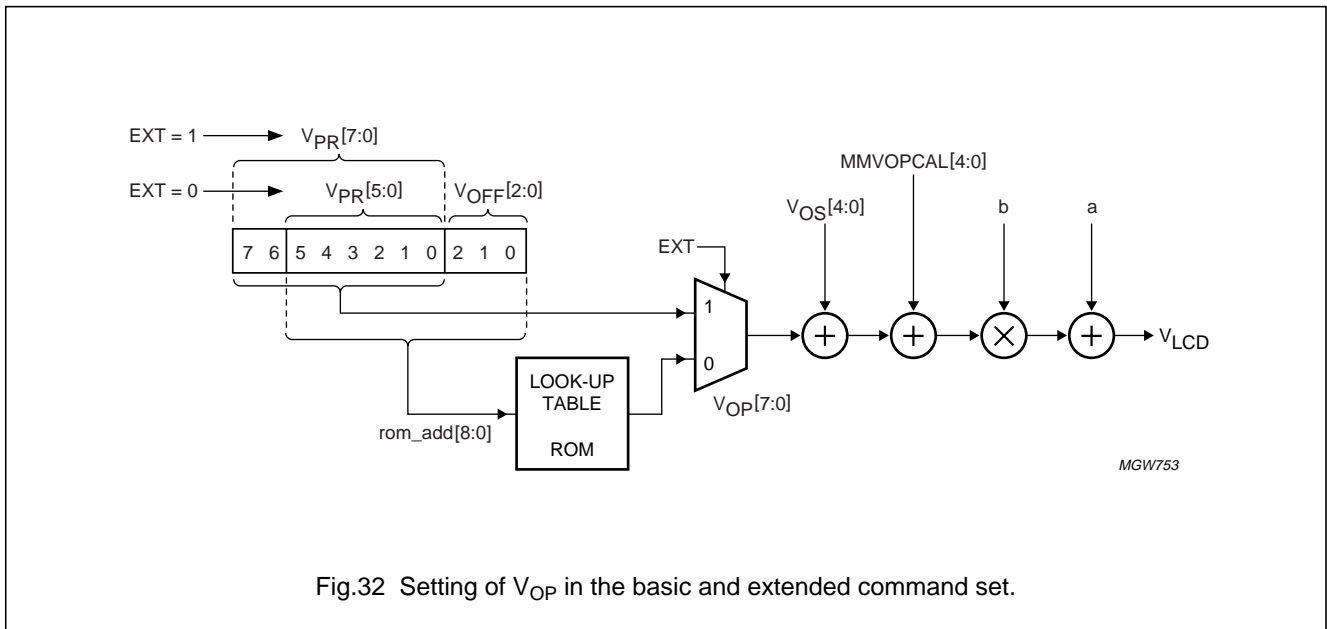 EXT = 1
VPR[7:0]
EXT = 0
VPR[5:0]
VOFF[2:0]
7 6 5 4 3 2 1 0 2 1 0
MMVOPCAL[4:0]
VOS[4:0]
b
a
EXT
1
0
+
+
×
+
VLCD
LOOK-UP
TABLE
ROM
VOP[7:0]
rom_add[8:0]
MGW753
Fig.32 Setting of VOP in the basic and extended command set.